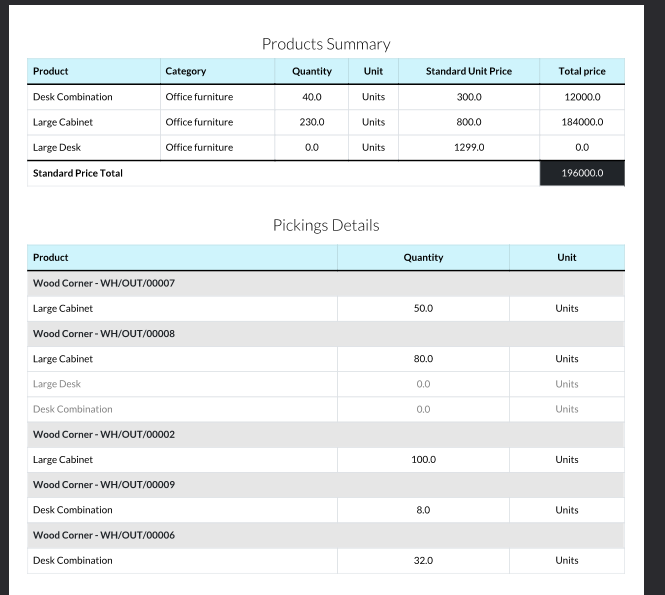 Products Summary
Product Category Quantity Unit Standard Unit Price Total price
Desk Combination Office furniture 40.0 Units 300.0 12000.0
Large Cabinet Office furniture 230.0 Units 800.0 184000.0
Large Desk Office furniture 0.0 Units 1299.0 0.0
Standard Price Total 196000.0
Pickings Details
Product Quantity Unit
Wood Corner - WH/OUT/00007
Large Cabinet 50.0 Units
Wood Corner - WH/OUT/00008
Large Cabinet 80.0 Units
Large Desk 0.0 Units
Desk Combination 0.0 Units
Wood Corner - WH/OUT/00002
Large Cabinet 100.0 Units
Wood Corner - WH/OUT/00009
Desk Combination 8.0 Units
Wood Corner - WH/OUT/00006
Desk Combination 32.0 Units